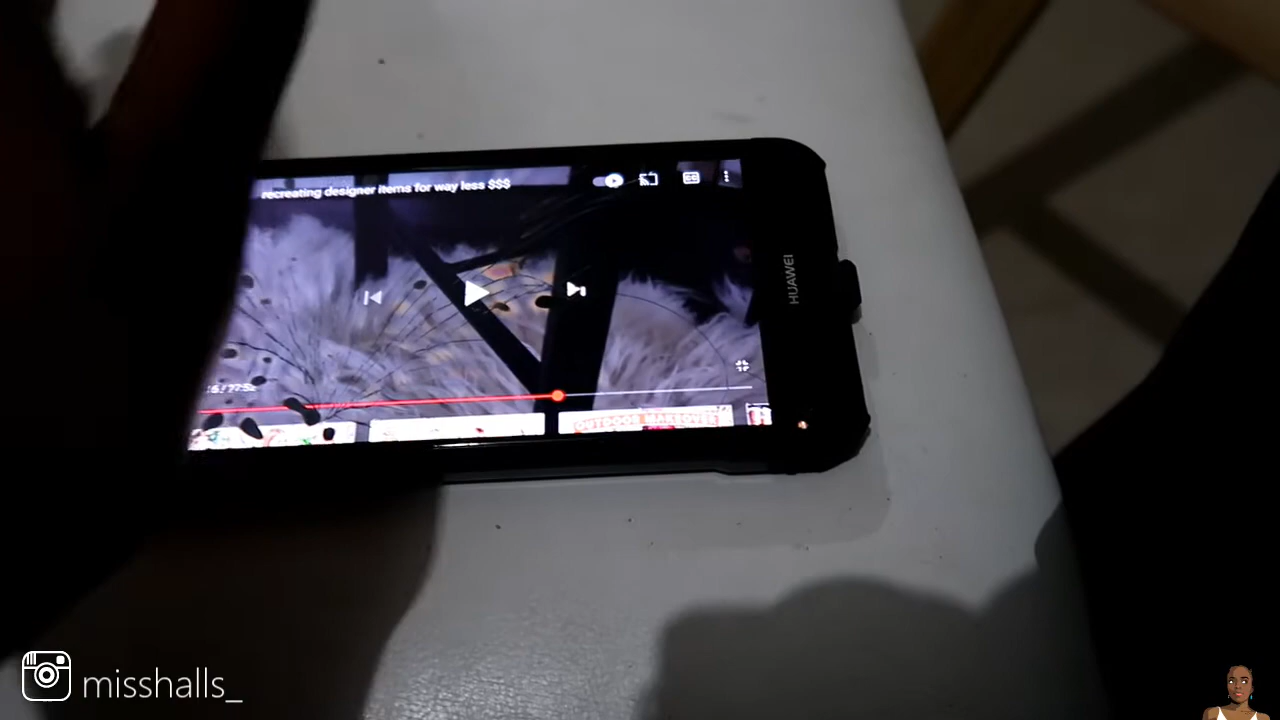 recreating designer items for way less $$$
HUAWEI
OUTDOOR MAKEOVER
misshalls_